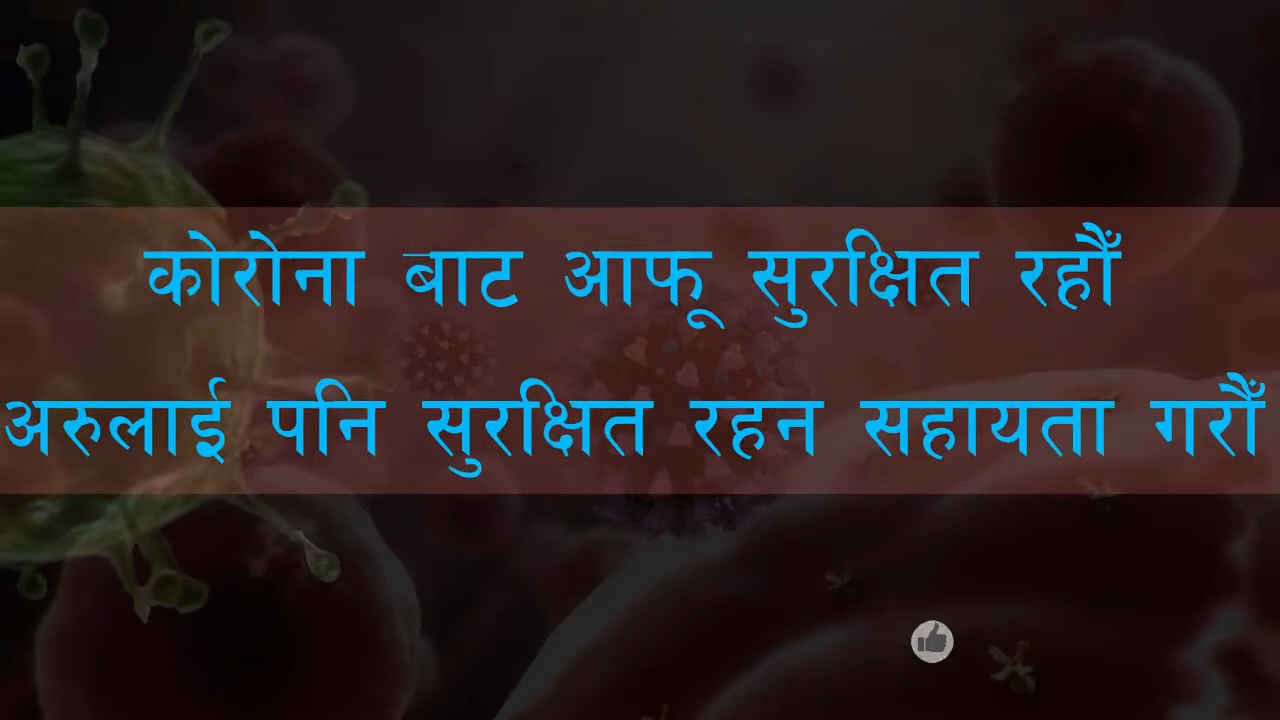 कोरोना बाट आफू सुरक्षित रहौँ
अरुलाई पनि सुरक्षित रहन सहायता गरौँ